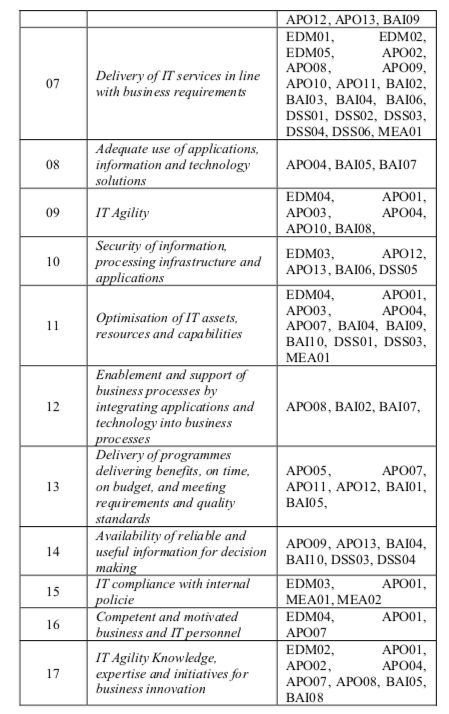 APO12, APO13, BAI09
07
Delivery of IT services in line
with business requirements
EDM01, EDM02,
EDM05, APO02,
APO08, APO09,
APO10, APO11, BAI02,
BAI03, BAI04, BAI06,
DSS01, DSS02, DSS03,
DSS04, DSS06, MEA01
08
Adequate use of applications,
information and technology
solutions
APO04, BAI05, BAI07
09
IT Agility
EDM04, APO01,
APO03, APO04,
APO10, BAI08,
10
Security of information,
processing infrastructure and
applications
EDM03, APO12,
APO13, BAI06, DSS05
11
Optimisation of IT assets,
resources and capabilities
EDM04, APO01,
APO03, APO04,
APO07, BAI04, BAI09,
BAI10, DSS01, DSS03,
MEA01
12
Enablement and support of
business processes by
integrating applications and
technology into business
processes
APO08, BAI02, BAI07,
13
Delivery of programmes
delivering benefits, on time,
on budget, and meeting
requirements and quality
standards
APO05, APO07,
APO11, APO12, BAI01,
BAI05,
14
Availability of reliable and
useful information for decision
making
APO09, APO13, BAI04,
BAI10, DSS03, DSS04
15
IT compliance with internal
policie
EDM03, APO01,
MEA01, MEA02
16
Competent and motivated
business and IT personnel
EDM04, APO01,
APO07
17
IT Agility Knowledge,
expertise and initiatives for
business innovation
EDM02, APO01,
APO02, APO04,
APO07, APO08, BAI05,
BAI08